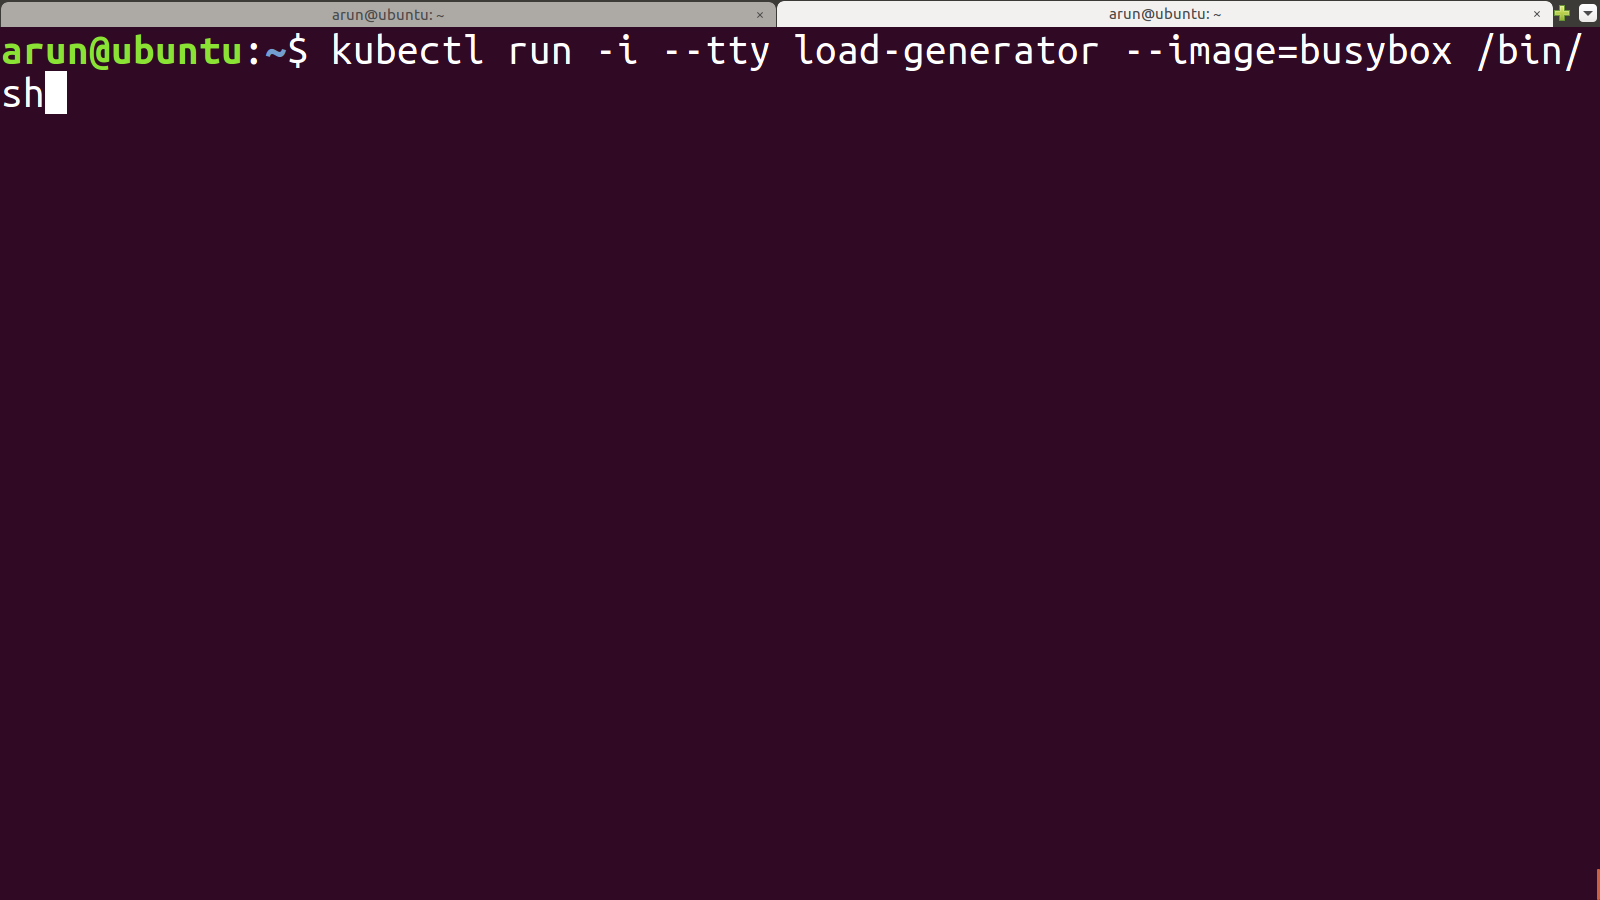 arun@ubuntu: ~ × arun@ubuntu: ~ ×
arun@ubuntu:~$ kubectl run -i --tty load-generator --image=busybox /bin/
sh